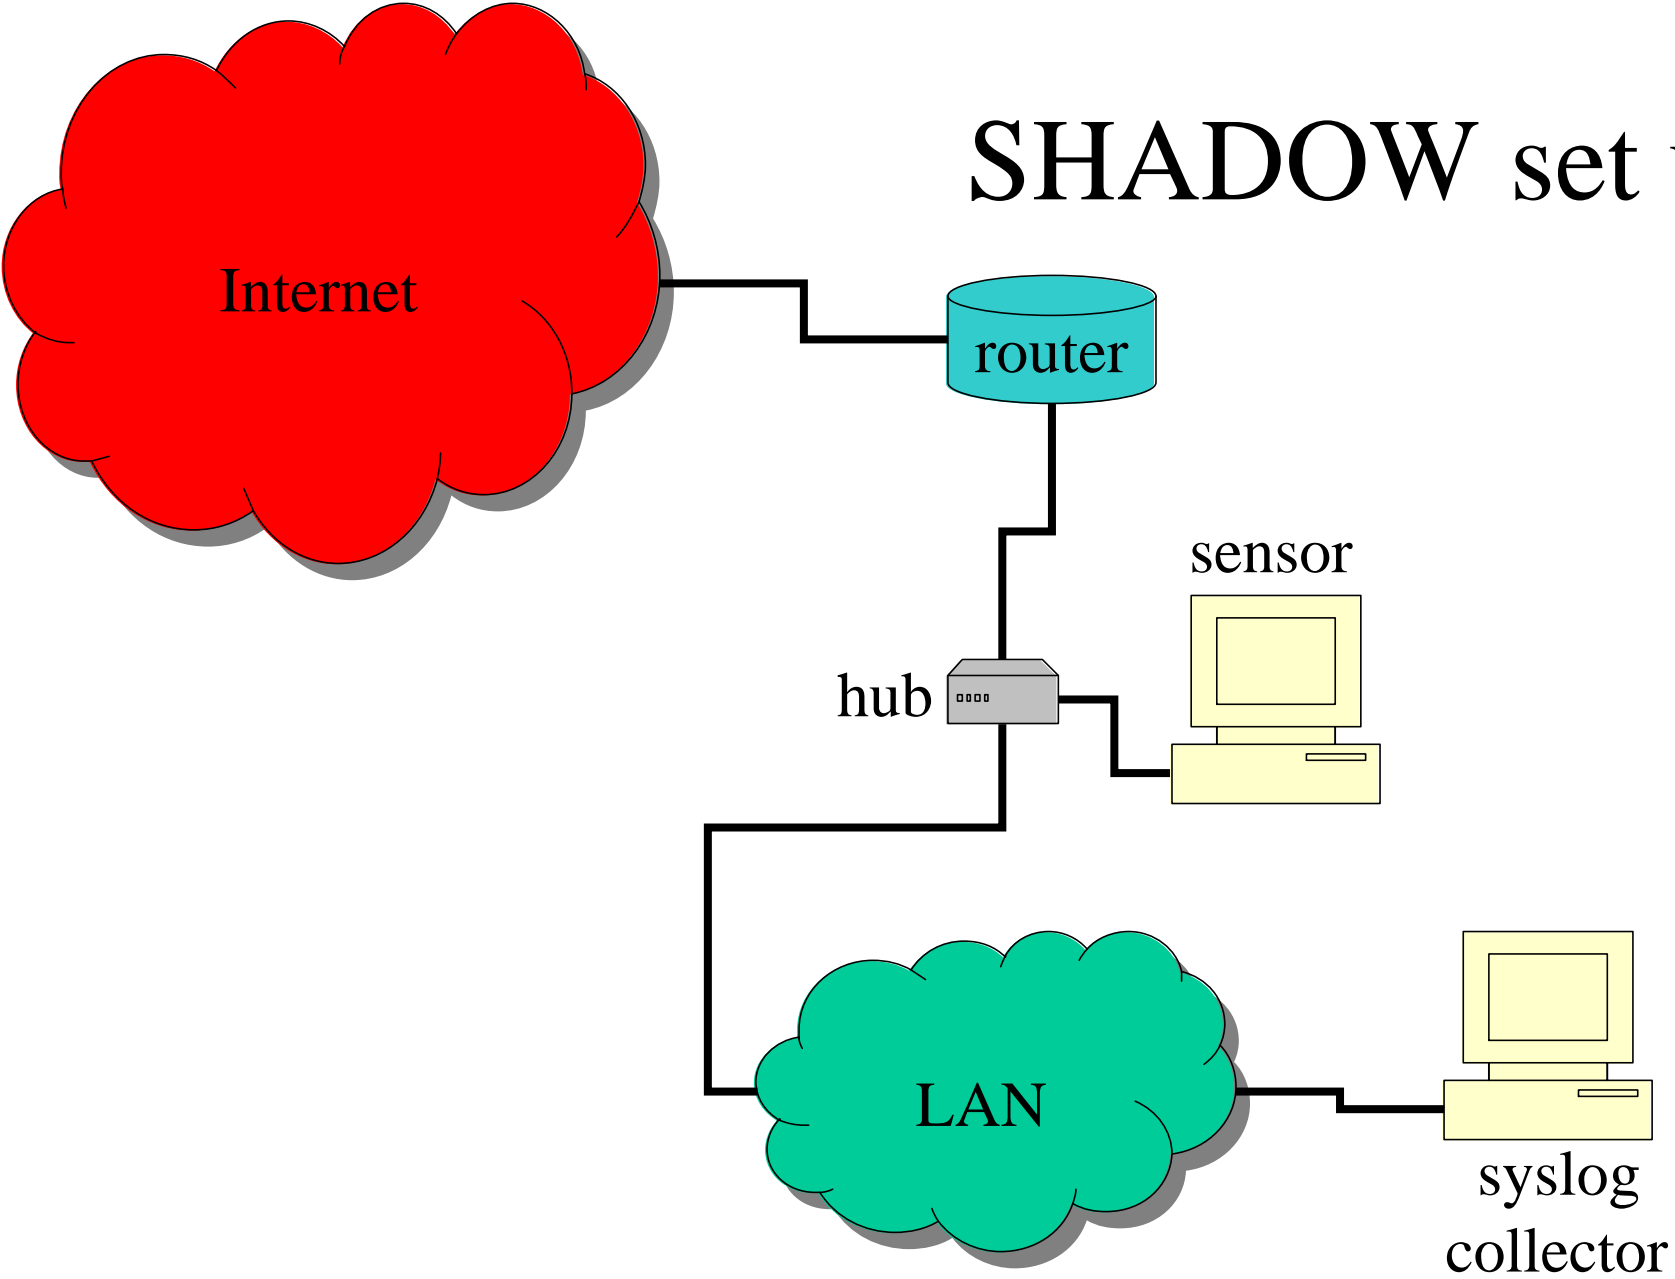 SHADOW set
Internet
router
sensor
hub
LAN
syslog
collector